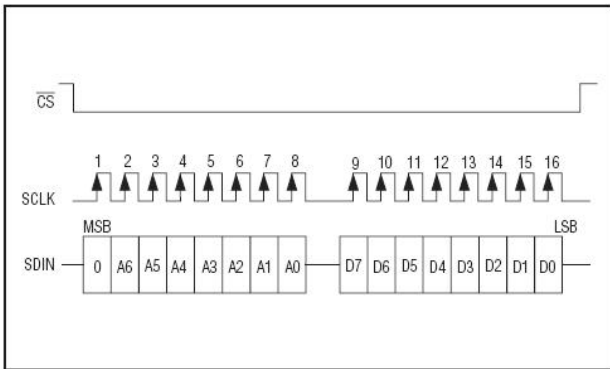 CS
1 2 3 4 5 6 7 8 9 10 11 12 13 14 15 16
SCLK
MSB LSB
SDIN 0 A6 A5 A4 A3 A2 A1 A0 D7 D6 D5 D4 D3 D2 D1 D0